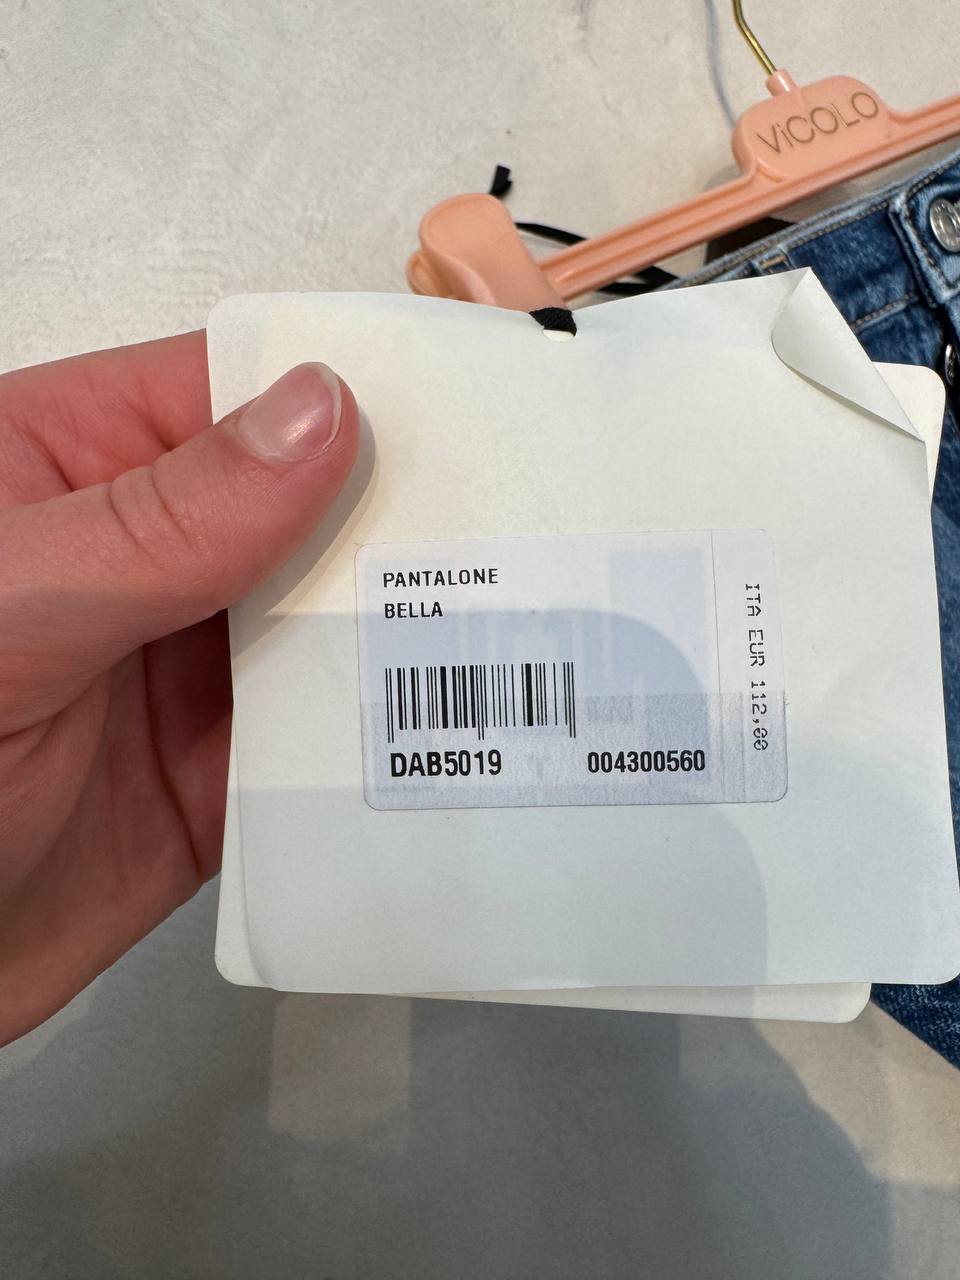 ViCOLO
PANTALONE
BELLA
DAB5019
004300560
ITA EUR 112,00